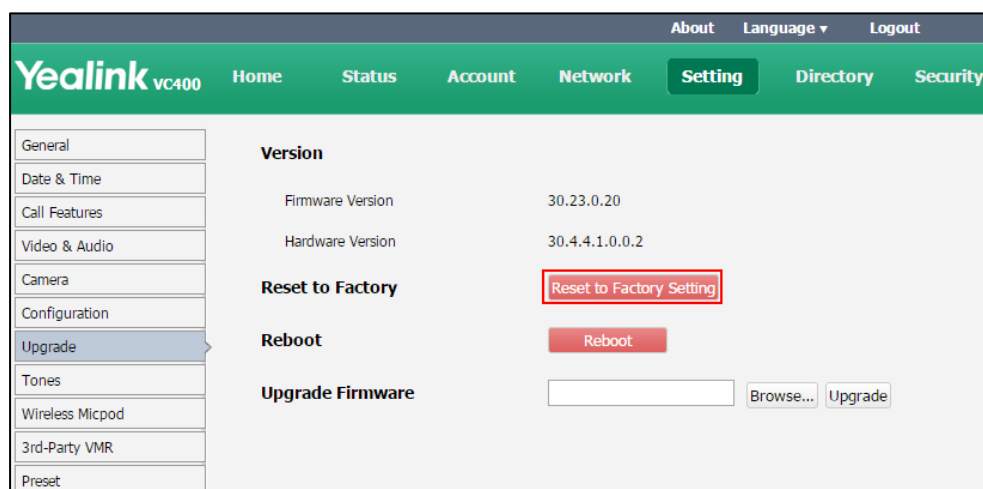 About Language ▾ Logout
Yealink VC400 Home Status Account Network Setting Directory Security
General
Date & Time
Call Features
Video & Audio
Camera
Configuration
Upgrade
Tones
Wireless Micpod
3rd-Party VMR
Preset
Version
Firmware Version 30.23.0.20
Hardware Version 30.4.4.1.0.0.2
Reset to Factory Reset to Factory Setting
Reboot Reboot
Upgrade Firmware Browse... Upgrade